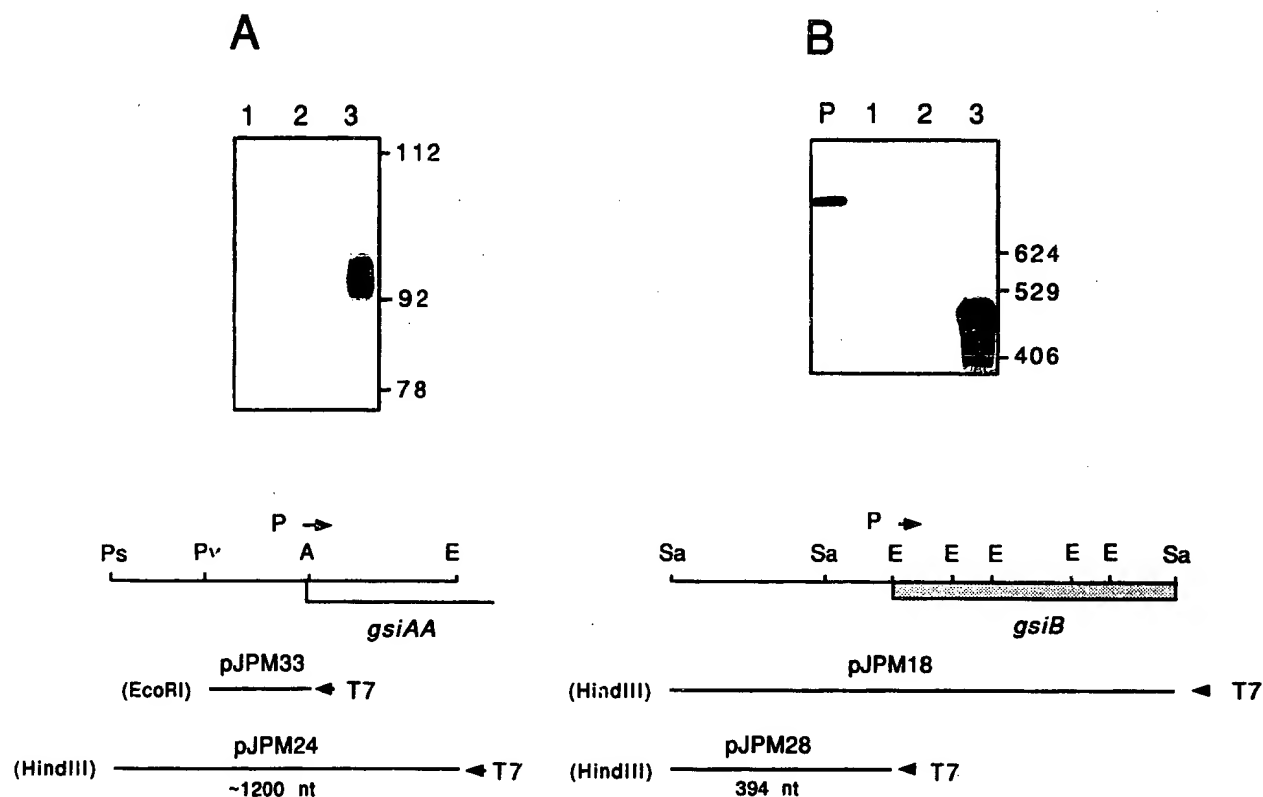 A
1 2 3
112
92
78
P
Ps Pv A E
gsiAA
pJPM33
(EcoRI) T7
pJPM24
(HindIII) T7
~1200 nt
B
P 1 2 3
624
529
406
P
Sa Sa E E E E E Sa
gsiB
pJPM18
(HindIII) T7
pJPM28
(HindIII) T7
394 nt